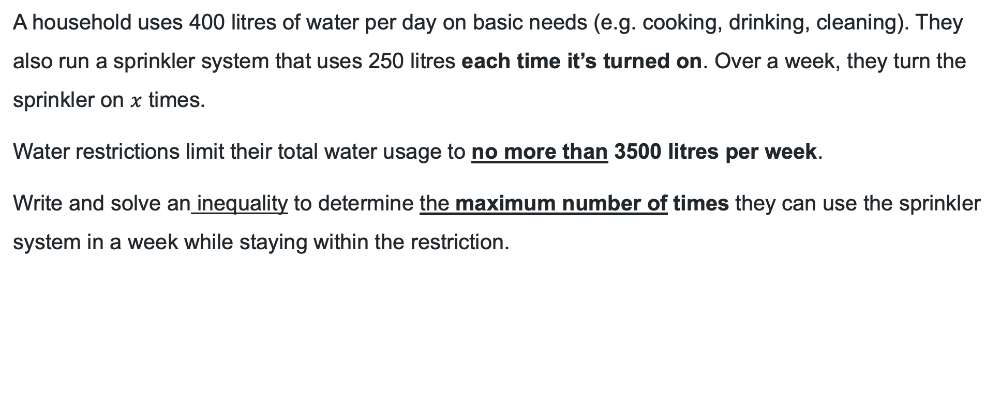 A household uses 400 litres of water per day on basic needs (e.g. cooking, drinking, cleaning). They
also run a sprinkler system that uses 250 litres each time it’s turned on. Over a week, they turn the
sprinkler on x times.
Water restrictions limit their total water usage to no more than 3500 litres per week.
Write and solve an inequality to determine the maximum number of times they can use the sprinkler
system in a week while staying within the restriction.